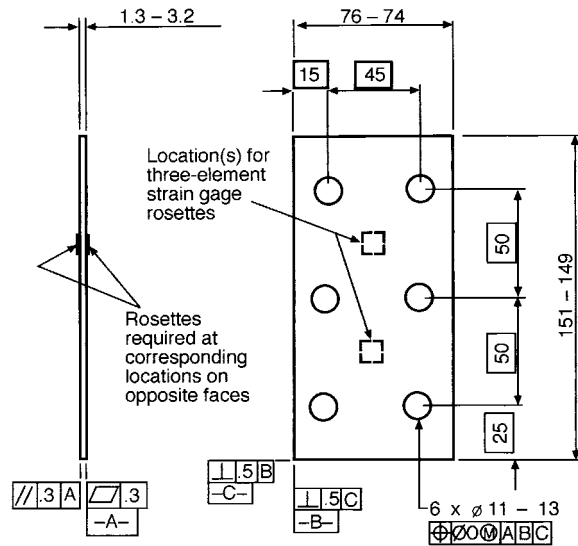 1.3 – 3.2
76 – 74
15
45
Location(s) for
three-element
strain gage
rosettes
50
151 – 149
Rosettes
required at
corresponding
locations on
opposite faces
50
25
⊥ .5 B
–C–
// .3 A
⏥ .3
–A–
⊥ .5 C
–B–
6 x ø 11 – 13
⌖ ∅0 Ⓜ A B C